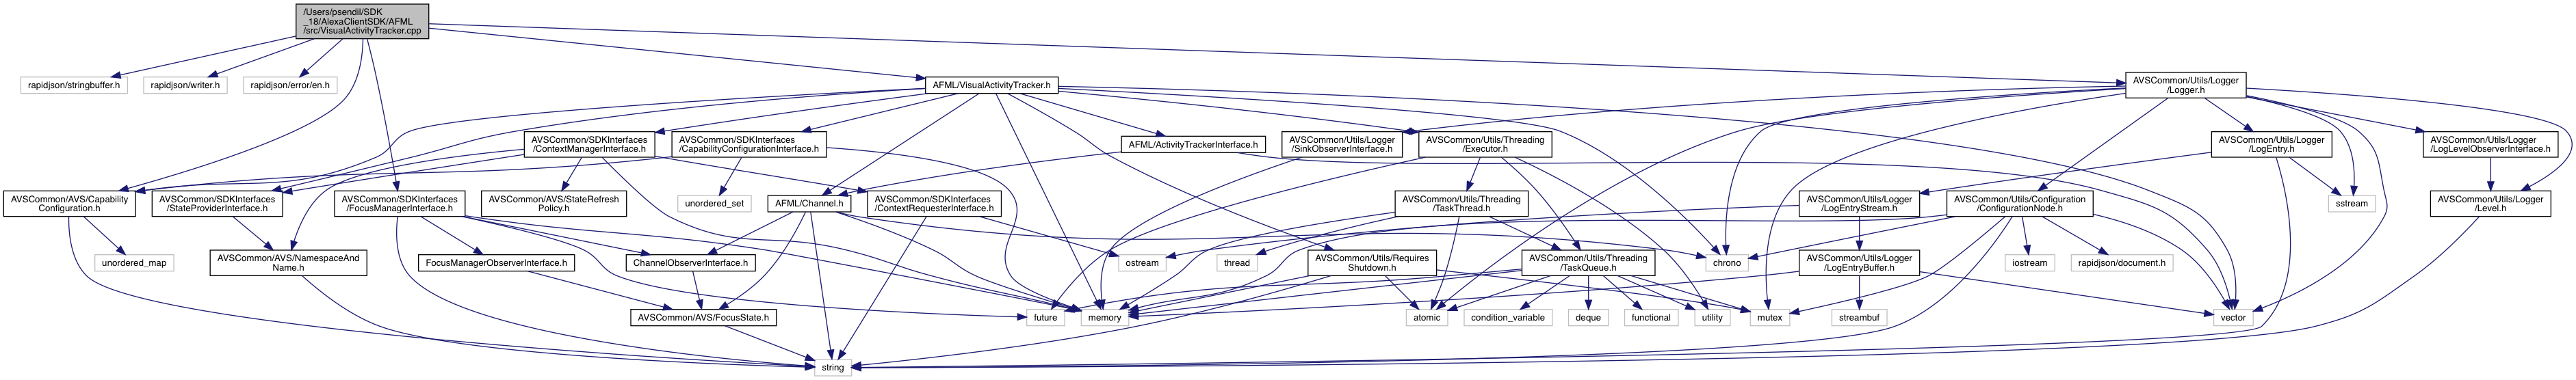 /Users/psendil/SDK
_18/AlexaClientSDK/AFML
/src/VisualActivityTracker.cpp
rapidjson/stringbuffer.h
rapidjson/writer.h
rapidjson/error/en.h
AFML/VisualActivityTracker.h
AVSCommon/Utils/Logger
/Logger.h
AVSCommon/SDKInterfaces
/ContextManagerInterface.h
AVSCommon/SDKInterfaces
/CapabilityConfigurationInterface.h
AFML/ActivityTrackerInterface.h
AVSCommon/Utils/Logger
/SinkObserverInterface.h
AVSCommon/Utils/Threading
/Executor.h
AVSCommon/Utils/Logger
/LogEntry.h
AVSCommon/Utils/Logger
/LogLevelObserverInterface.h
AVSCommon/AVS/Capability
Configuration.h
AVSCommon/SDKInterfaces
/StateProviderInterface.h
AVSCommon/SDKInterfaces
/FocusManagerInterface.h
AVSCommon/AVS/StateRefresh
Policy.h
unordered_set
AFML/Channel.h
AVSCommon/SDKInterfaces
/ContextRequesterInterface.h
AVSCommon/Utils/Threading
/TaskThread.h
AVSCommon/Utils/Logger
/LogEntryStream.h
AVSCommon/Utils/Configuration
/ConfigurationNode.h
sstream
AVSCommon/Utils/Logger
/Level.h
unordered_map
AVSCommon/AVS/NamespaceAnd
Name.h
FocusManagerObserverInterface.h
ChannelObserverInterface.h
ostream
thread
AVSCommon/Utils/Requires
Shutdown.h
AVSCommon/Utils/Threading
/TaskQueue.h
chrono
AVSCommon/Utils/Logger
/LogEntryBuffer.h
iostream
rapidjson/document.h
AVSCommon/AVS/FocusState.h
future
memory
atomic
condition_variable
deque
functional
utility
mutex
streambuf
vector
string